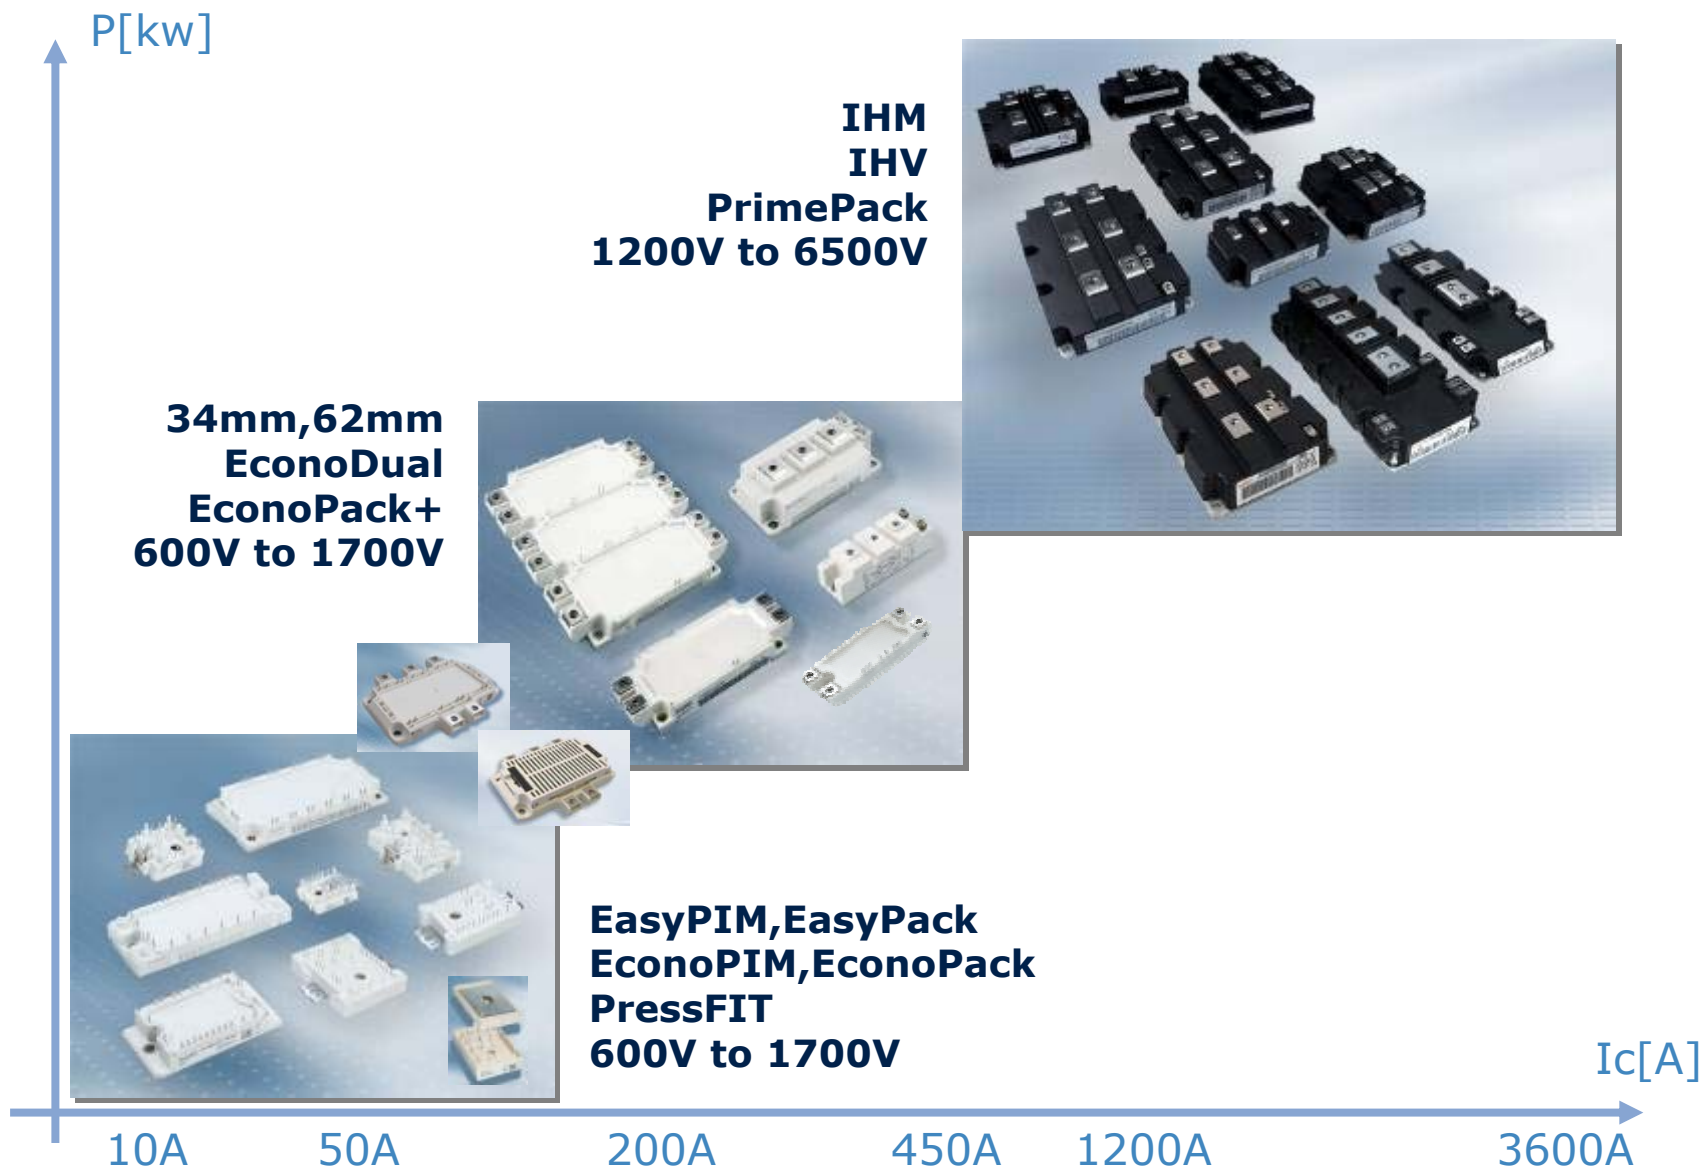 P[kw]
IHM
IHV
PrimePack
1200V to 6500V
34mm,62mm
EconoDual
EconoPack+
600V to 1700V
EasyPIM,EasyPack
EconoPIM,EconoPack
PressFIT
600V to 1700V
Ic[A]
10A 50A 200A 450A 1200A 3600A